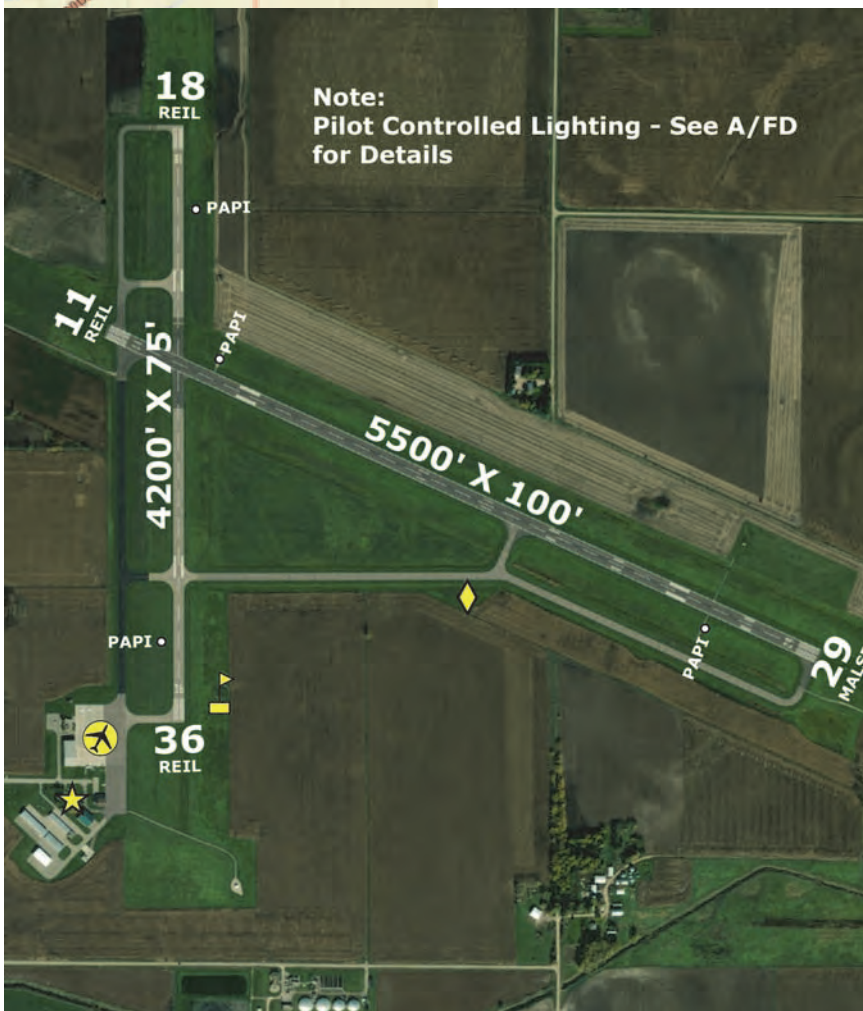 18
REIL
Note:
Pilot Controlled Lighting - See A/FD
for Details
PAPI
11
REIL
PAPI
4200' X 75'
5500' X 100'
PAPI
PAPI
29
36
REIL